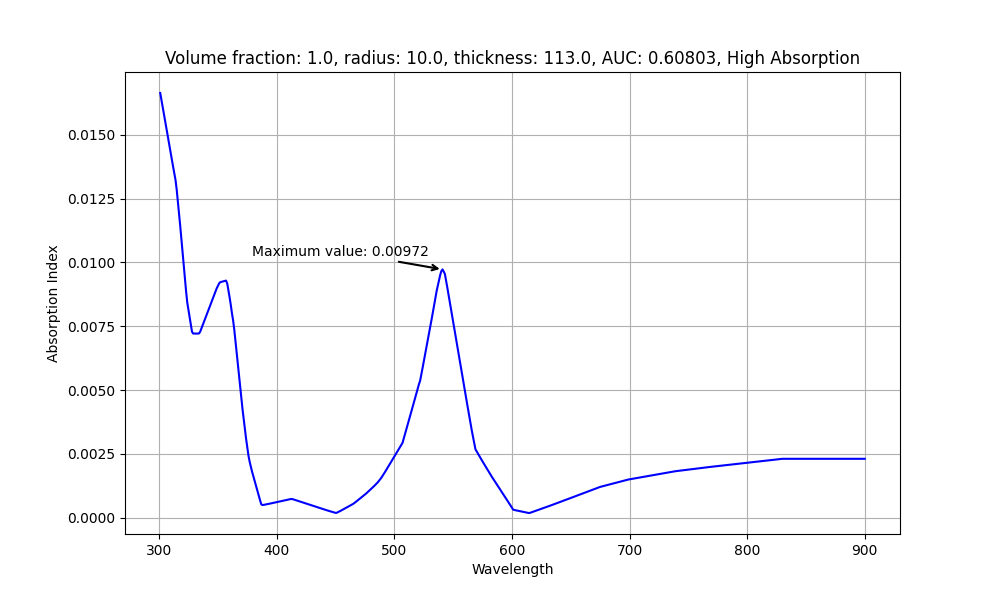 Volume fraction: 1.0, radius: 10.0, thickness: 113.0, AUC: 0.60803, High Absorption
0.0150
0.0125
0.0100
0.0075
0.0050
0.0025
0.0000
Absorption Index
Maximum value: 0.00972
300 400 500 600 700 800 900
Wavelength